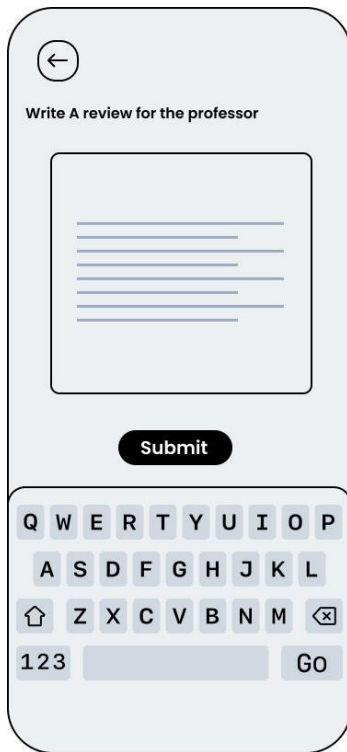 Write A review for the professor
Submit
Q W E R T Y U I O P
A S D F G H J K L
Z X C V B N M
123 Go